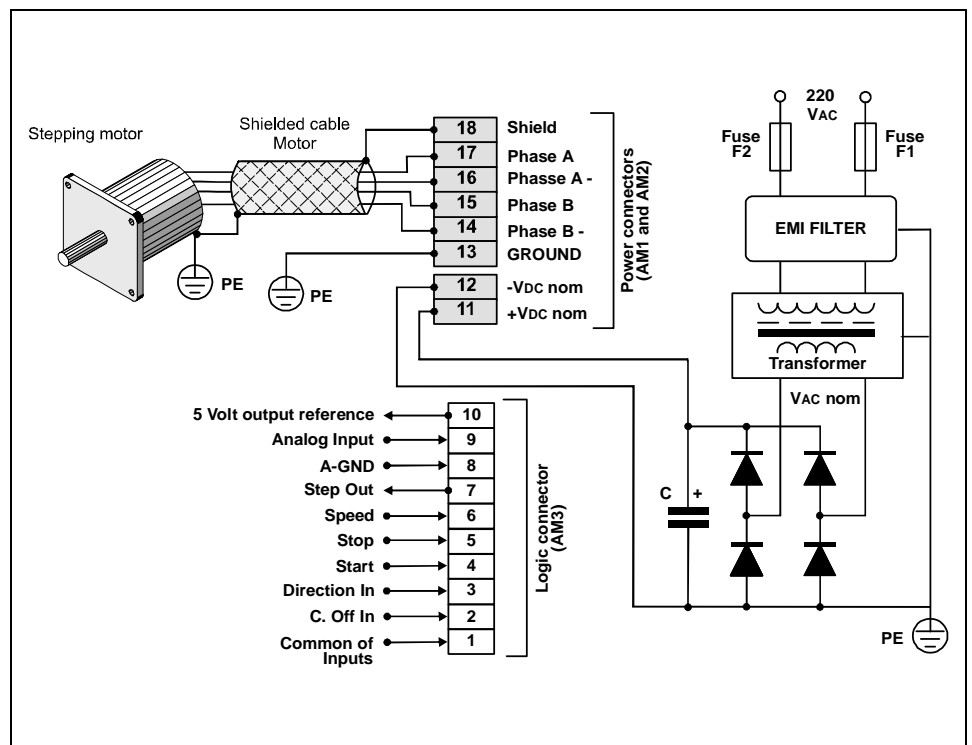 Stepping motor
Shielded cable
Motor
PE
PE
18 Shield
17 Phase A
16 Phasse A -
15 Phase B
14 Phase B -
13 GROUND
12 -VDC nom
11 +VDC nom
Power connectors
(AM1 and AM2)
220
VAC
Fuse
F2
Fuse
F1
EMI FILTER
Transformer
VAC nom
C +
PE
5 Volt output reference 10
Analog Input 9
A-GND 8
Step Out 7
Speed 6
Stop 5
Start 4
Direction In 3
C. Off In 2
Common of
Inputs 1
Logic connector
(AM3)